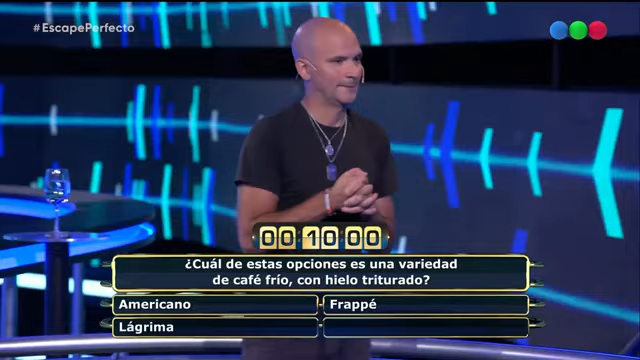 #EscapePerfecto
00:10:00
¿Cuál de estas opciones es una variedad
de café frío, con hielo triturado?
Americano
Frappé
Lágrima